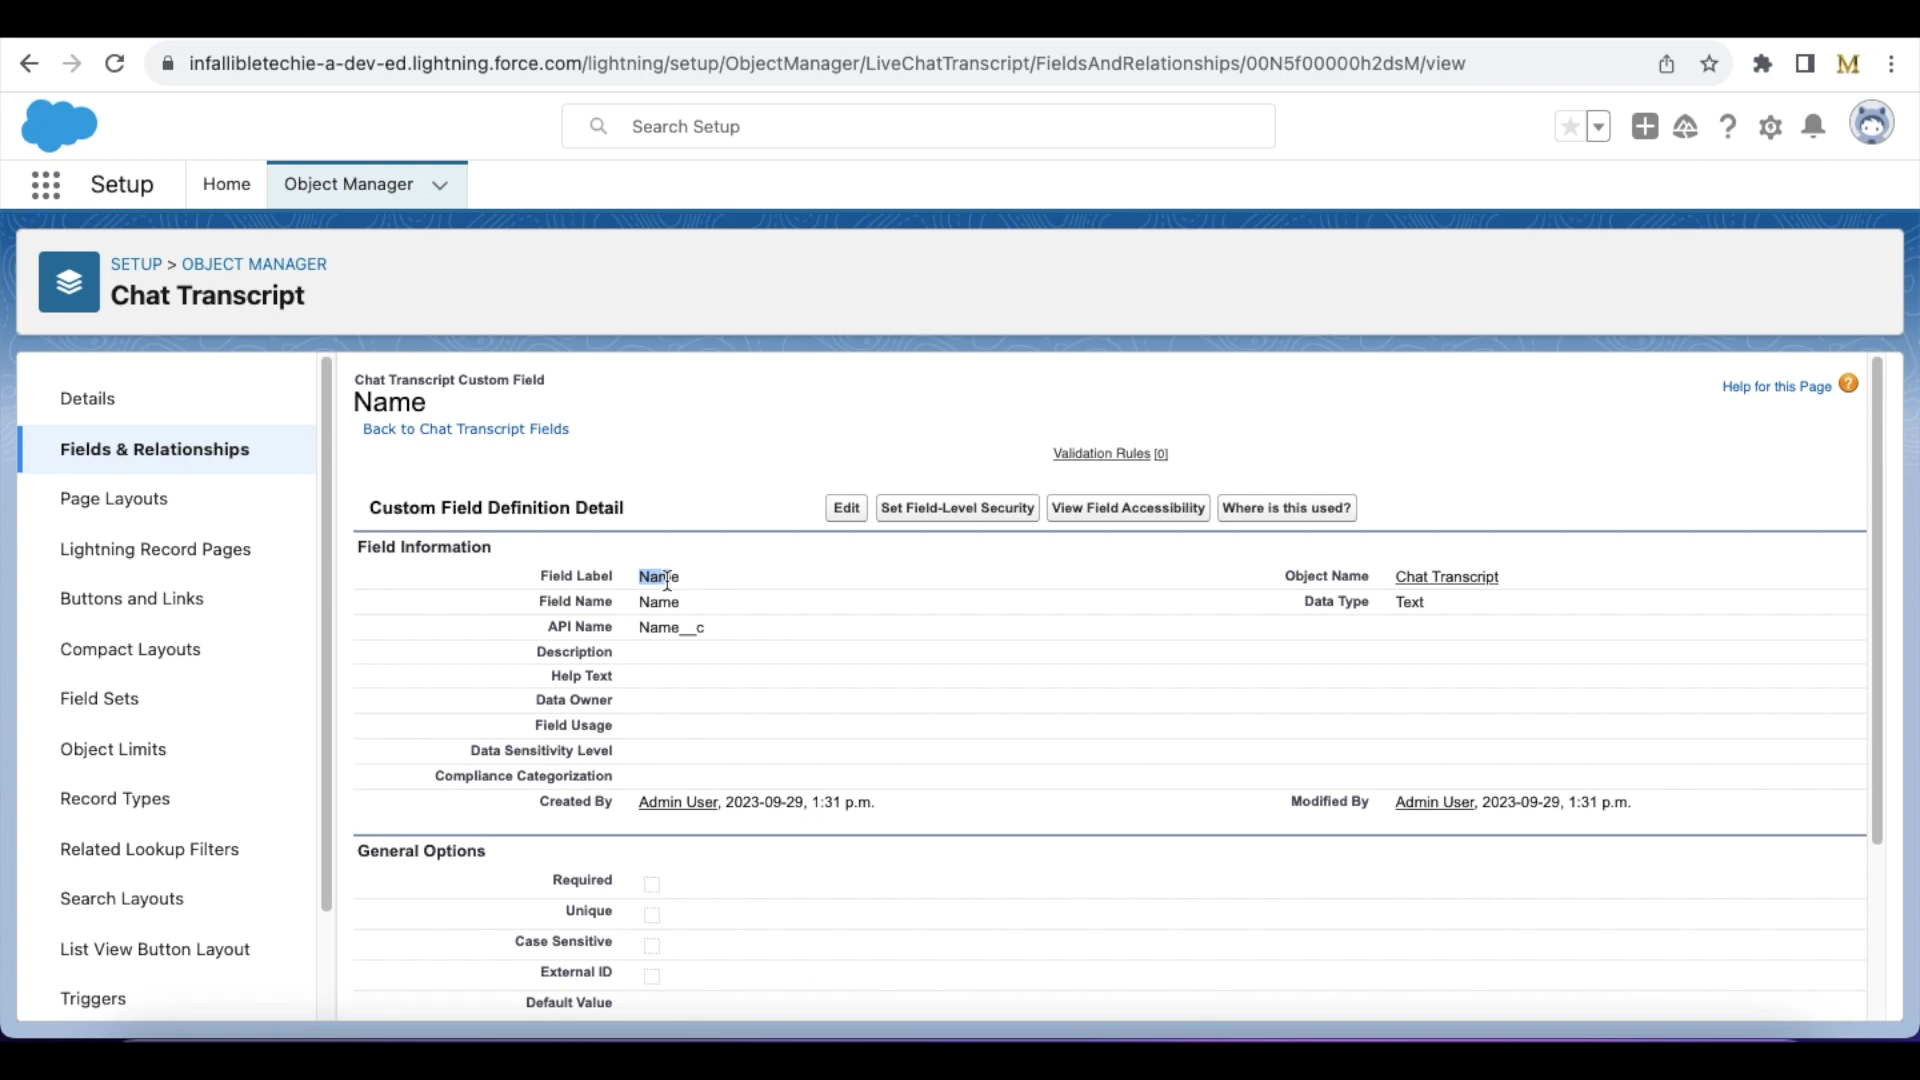 infallibletechie-a-dev-ed.lightning.force.com/lightning/setup/ObjectManager/LiveChatTranscript/FieldsAndRelationships/00N5f00000h2dsM/view
M
Search Setup
Setup Home Object Manager
SETUP > OBJECT MANAGER
Chat Transcript
Details
Fields & Relationships
Page Layouts
Lightning Record Pages
Buttons and Links
Compact Layouts
Field Sets
Object Limits
Record Types
Related Lookup Filters
Search Layouts
List View Button Layout
Triggers
Chat Transcript Custom Field
Name
Back to Chat Transcript Fields
Help for this Page ?
Validation Rules [0]
Custom Field Definition Detail Edit Set Field-Level Security View Field Accessibility Where is this used?
Field Information
Field Label Name Object Name Chat Transcript
Field Name Name Data Type Text
API Name Name__c
Description
Help Text
Data Owner
Field Usage
Data Sensitivity Level
Compliance Categorization
Created By Admin User, 2023-09-29, 1:31 p.m. Modified By Admin User, 2023-09-29, 1:31 p.m.
General Options
Required
Unique
Case Sensitive
External ID
Default Value